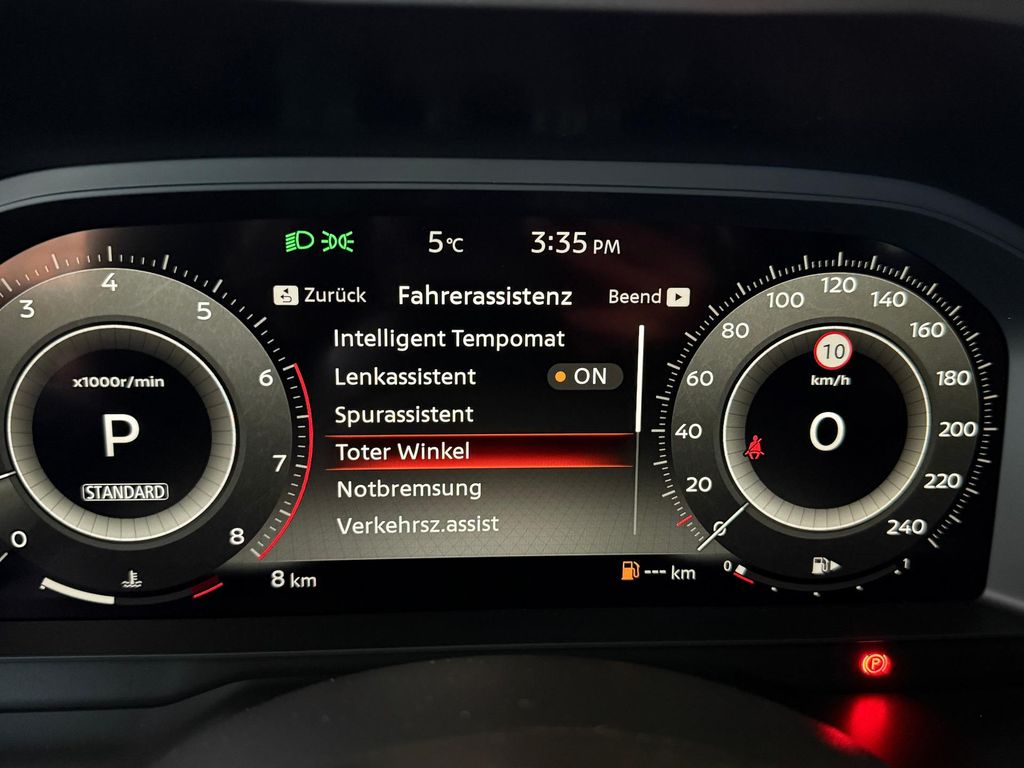 5°C 3:35 PM
Zurück Fahrerassistenz Beend
Intelligent Tempomat
Lenkassistent ON
Spurassistent
Toter Winkel
Notbremsung
Verkehrsz.assist
8 km --- km
3 4 5 6 7 8 0
x1000r/min
P
STANDARD
0 20 40 60 80 100 120 140 160 180 200 220 240
10
km/h
0
0 1
P